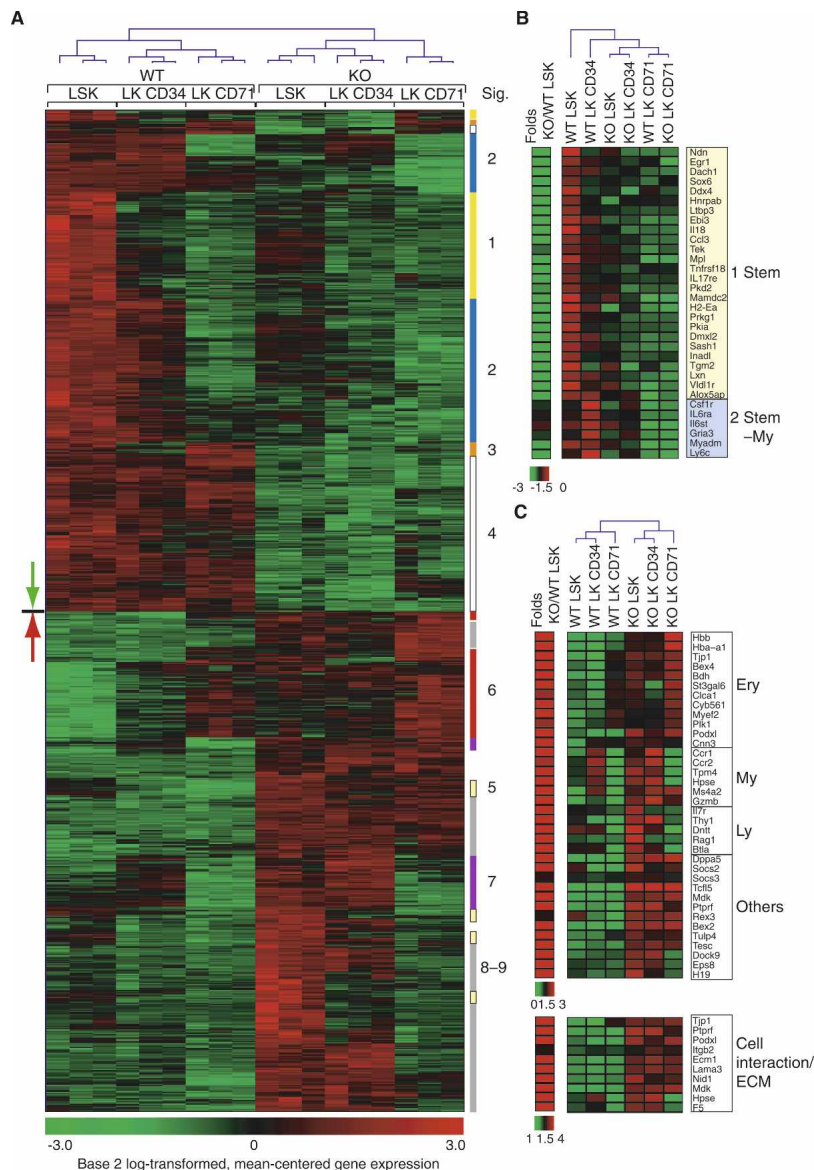 A
WT
KO
LSK
LK CD34
LK CD71
LSK
LK CD34
LK CD71
Sig.
2
1
2
3
4
6
5
7
8–9
-3.0
0
3.0
Base 2 log-transformed, mean-centered gene expression
B
Folds
KO/WT LSK
WT LSK
WT LK CD34
KO LSK
KO LK CD34
WT LK CD71
KO LK CD71
Ndn
Egr1
Dach1
Sox6
Ddx4
Hnrpab
Ltbp3
Ebi3
Il18
Ccl3
Tek
Mpl
Tnfrsf18
IL17re
Pkd2
Mamdc2
H2-Ea
Prkg1
Pkia
Dmxl2
Sash1
Inadl
Tgm2
Lxn
Vldl1r
Alox5ap
1 Stem
Csf1r
IL6ra
Il6st
Gria3
Myadm
Ly6c
2 Stem
–My
-3 -1.5 0
C
Folds
KO/WT LSK
WT LSK
WT LK CD34
WT LK CD71
KO LSK
KO LK CD34
KO LK CD71
Hbb
Hba-a1
Tjp1
Bex4
Bdh
St3gal6
Clca1
Cyb561
Myef2
Plk1
Podxl
Cnn3
Ery
Ccr1
Ccr2
Tpm4
Hpse
Ms4a2
Gzmb
My
Il7r
Thy1
Dntt
Rag1
Btla
Ly
Dppa5
Socs2
Socs3
Tcfl5
Mdk
Ptprf
Rex3
Bex2
Tulp4
Tesc
Dock9
Eps8
H19
Others
01.5 3
Tjp1
Ptprf
Podxl
Itgb2
Ecm1
Lama3
Nid1
Mdk
Hpse
F5
Cell
interaction/
ECM
1 1.5 4